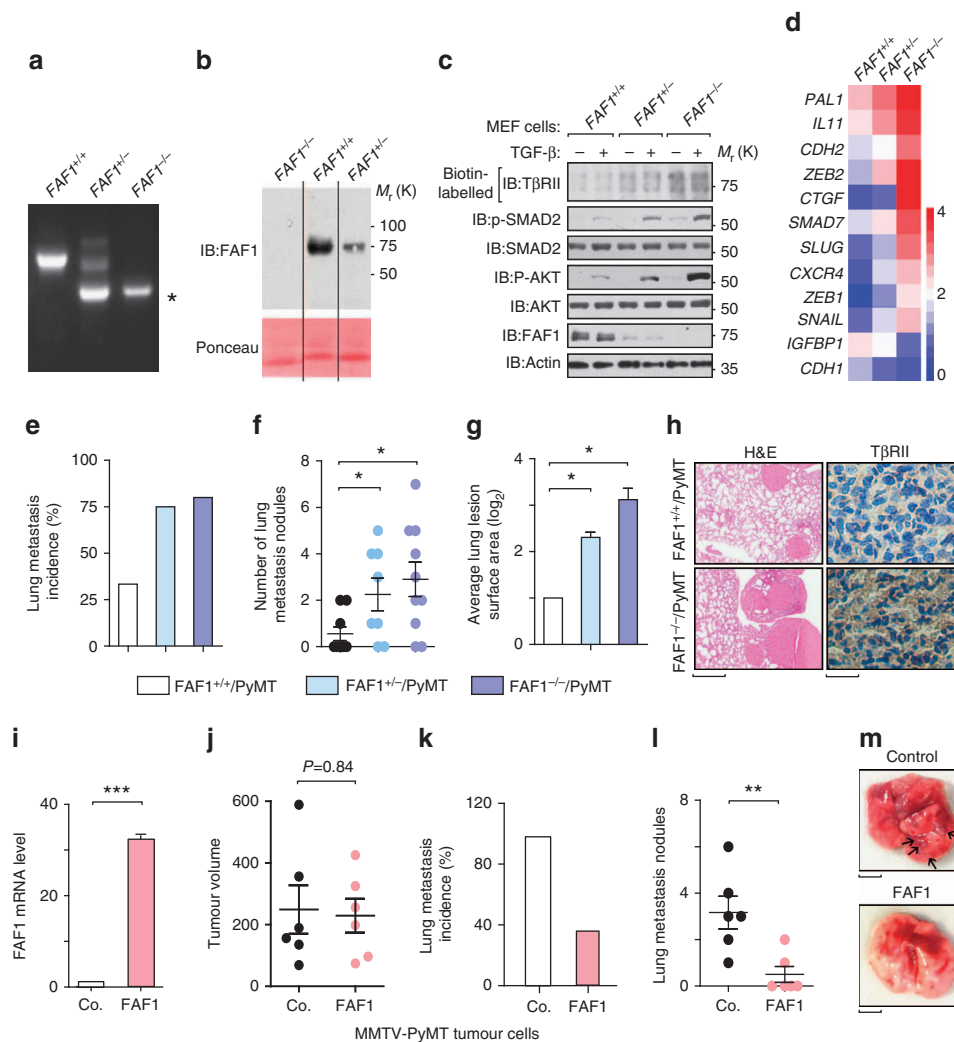 a
FAF1+/+
FAF1+/–
FAF1–/–
*
b
FAF1–/–
FAF1+/+
FAF1+/–
Mr (K)
100
75
50
IB:FAF1
Ponceau
c
FAF1+/+
FAF1+/–
FAF1–/–
MEF cells:
TGF-β: – + – + – + Mr (K)
Biotin-labelled
IB:TβRII 75
IB:p-SMAD2 50
IB:SMAD2 50
IB:P-AKT 50
IB:AKT 50
IB:FAF1 75
IB:Actin 35
d
FAF1+/+
FAF1+/–
FAF1–/–
PAL1
IL11
CDH2
ZEB2
CTGF
SMAD7
SLUG
CXCR4
ZEB1
SNAIL
IGFBP1
CDH1
4
2
0
e
Lung metastasis
incidence (%)
100
75
50
25
0
f
Number of lung
metastasis nodules
8
6
4
2
0
*
*
g
Average lung lesion
surface area (log2)
4
2
0
*
*
h
H&E
TβRII
FAF1+/+/PyMT
FAF1–/–/PyMT
FAF1+/+/PyMT
FAF1+/–/PyMT
FAF1–/–/PyMT
i
FAF1 mRNA level
40
20
0
***
Co. FAF1
j
P=0.84
Tumour volume
600
400
200
0
Co. FAF1
k
Lung metastasis
incidence (%)
120
80
40
0
Co. FAF1
l
Lung metastasis nodules
8
4
0
**
Co. FAF1
m
Control
FAF1
MMTV-PyMT tumour cells